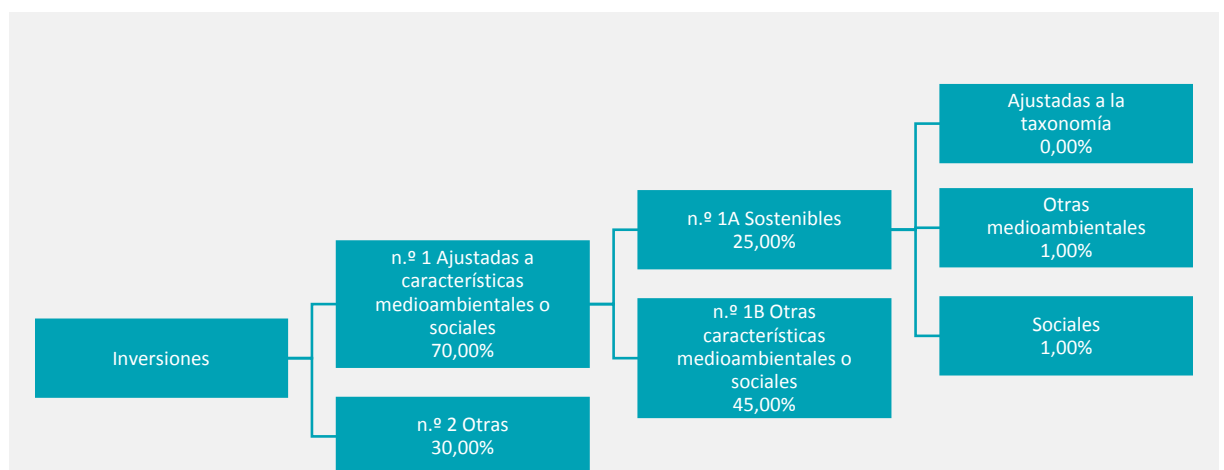 Inversiones
n.º 1 Ajustadas a
características
medioambientales o
sociales
70,00%
n.º 2 Otras
30,00%
n.º 1A Sostenibles
25,00%
n.º 1B Otras
características
medioambientales o
sociales
45,00%
Ajustadas a la
taxonomía
0,00%
Otras
medioambientales
1,00%
Sociales
1,00%